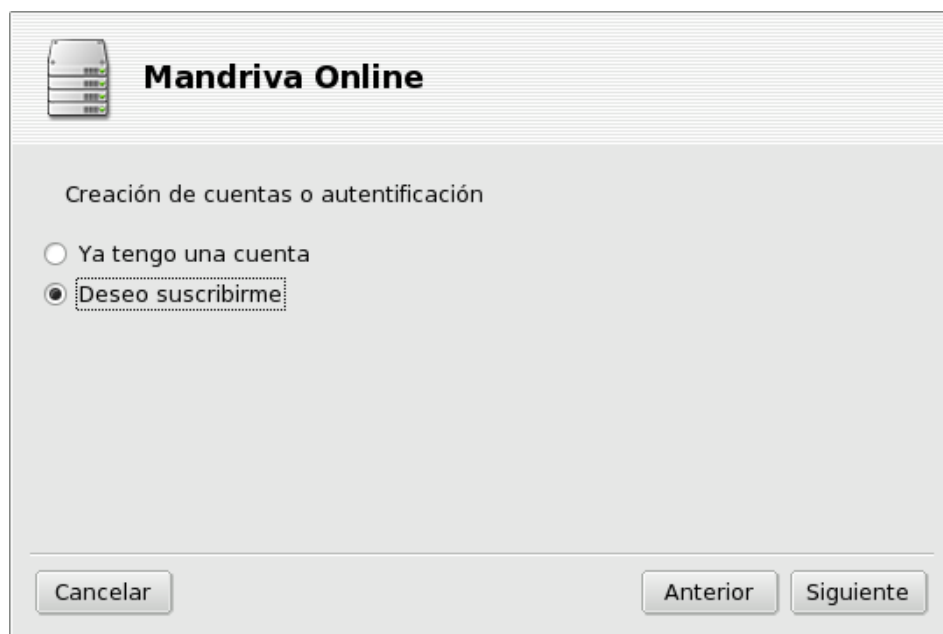 Mandriva Online
Creación de cuentas o autentificación
Ya tengo una cuenta
Deseo suscribirme
Cancelar
Anterior
Siguiente